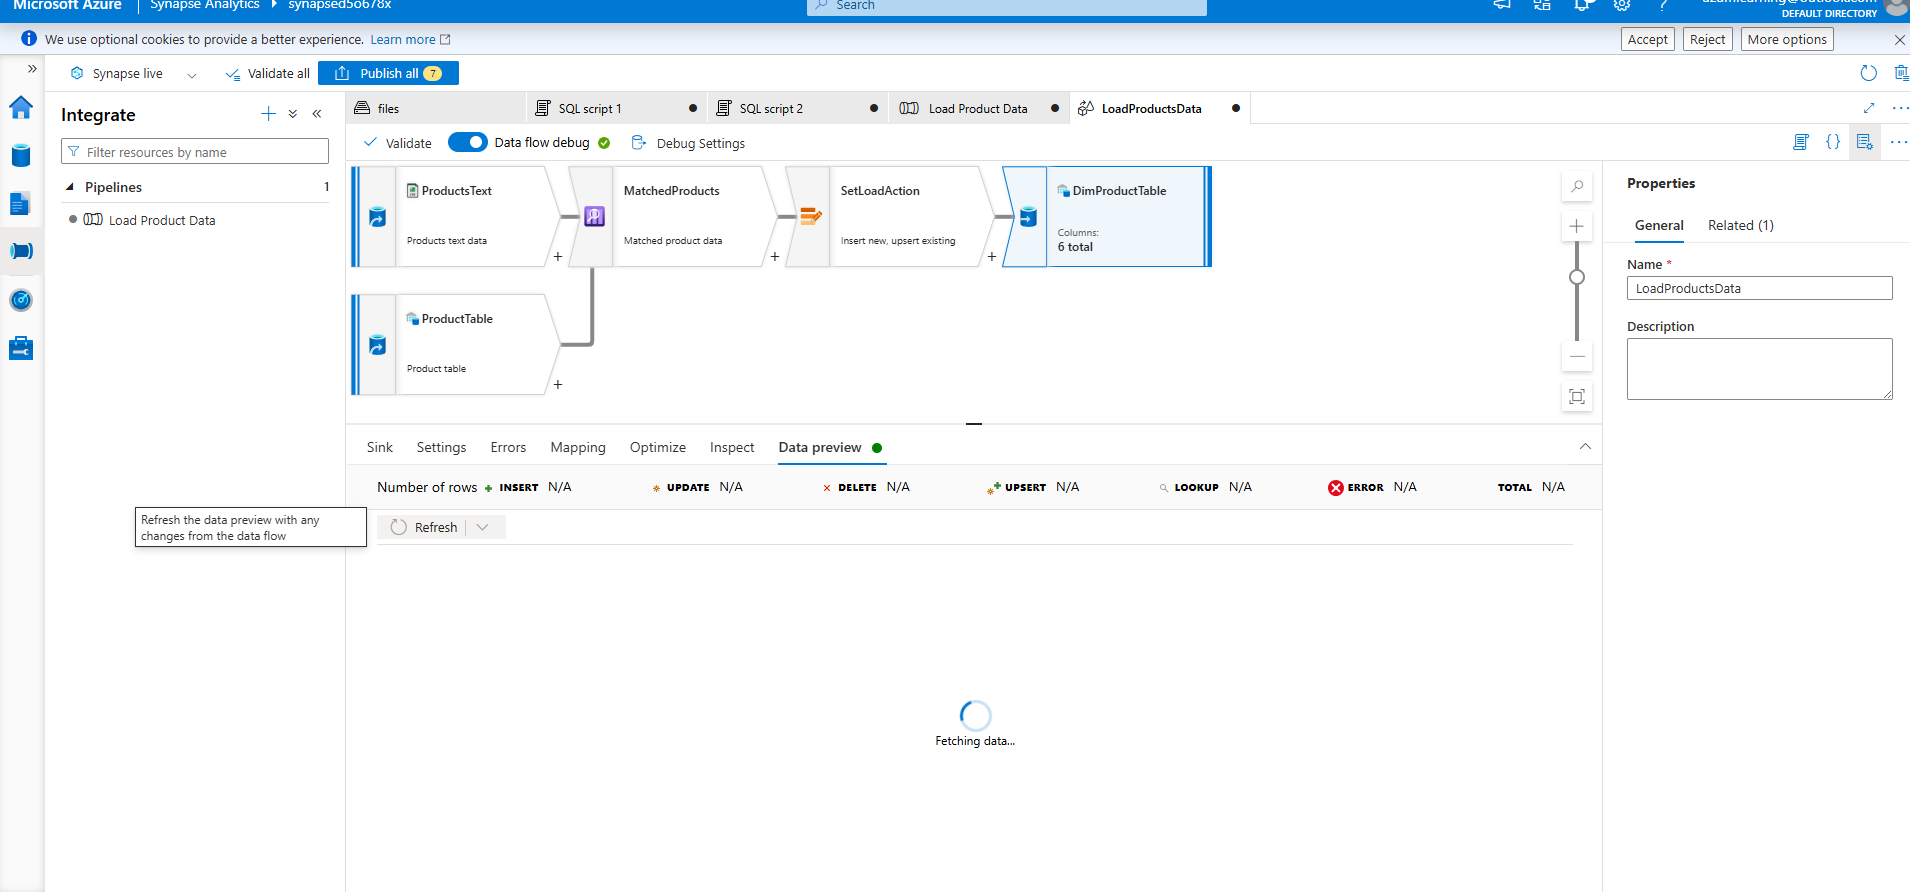 Microsoft Azure
Synapse Analytics
synapsed5o678x
Search
DEFAULT DIRECTORY
We use optional cookies to provide a better experience. Learn more
Accept
Reject
More options
Synapse live
Validate all
Publish all 7
Integrate
Filter resources by name
Pipelines 1
Load Product Data
files
SQL script 1
SQL script 2
Load Product Data
LoadProductsData
Validate
Data flow debug
Debug Settings
{}
ProductsText
Products text data
+
MatchedProducts
Matched product data
+
SetLoadAction
Insert new, upsert existing
+
DimProductTable
Columns:
6 total
ProductTable
Product table
+
Properties
General
Related (1)
Name *
LoadProductsData
Description
Sink
Settings
Errors
Mapping
Optimize
Inspect
Data preview
Number of rows
INSERT N/A
UPDATE N/A
DELETE N/A
UPSERT N/A
LOOKUP N/A
ERROR N/A
TOTAL N/A
Refresh the data preview with any
changes from the data flow
Refresh
Fetching data...